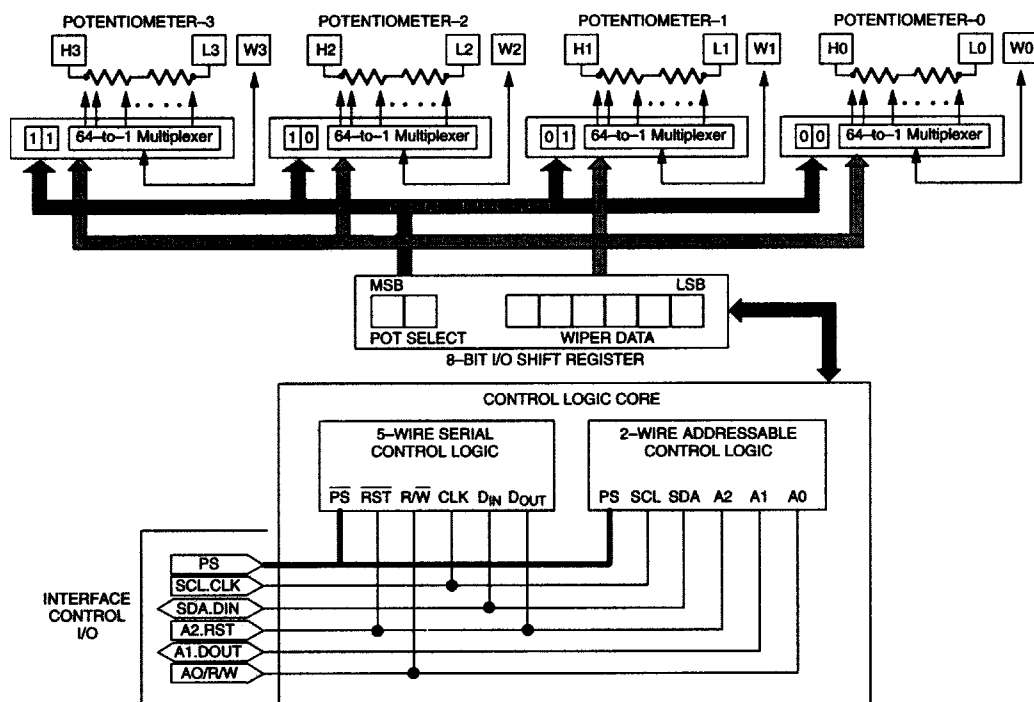 POTENTIOMETER–3 POTENTIOMETER–2 POTENTIOMETER–1 POTENTIOMETER–0
H3 L3 W3 H2 L2 W2 H1 L1 W1 H0 L0 W0
1 1 64–to–1 Multiplexer 1 0 64–to–1 Multiplexer 0 1 64–to–1 Multiplexer 0 0 64–to–1 Multiplexer
MSB LSB
POT SELECT WIPER DATA
8–BIT I/O SHIFT REGISTER
CONTROL LOGIC CORE
5–WIRE SERIAL
CONTROL LOGIC
P̅S̅ R̅S̅T̅ R/W̅ CLK DIN DOUT
2–WIRE ADDRESSABLE
CONTROL LOGIC
PS SCL SDA A2 A1 A0
INTERFACE
CONTROL
I/O
PS
SCL.CLK
SDA.DIN
A2.RST
A1.DOUT
AO/R/W